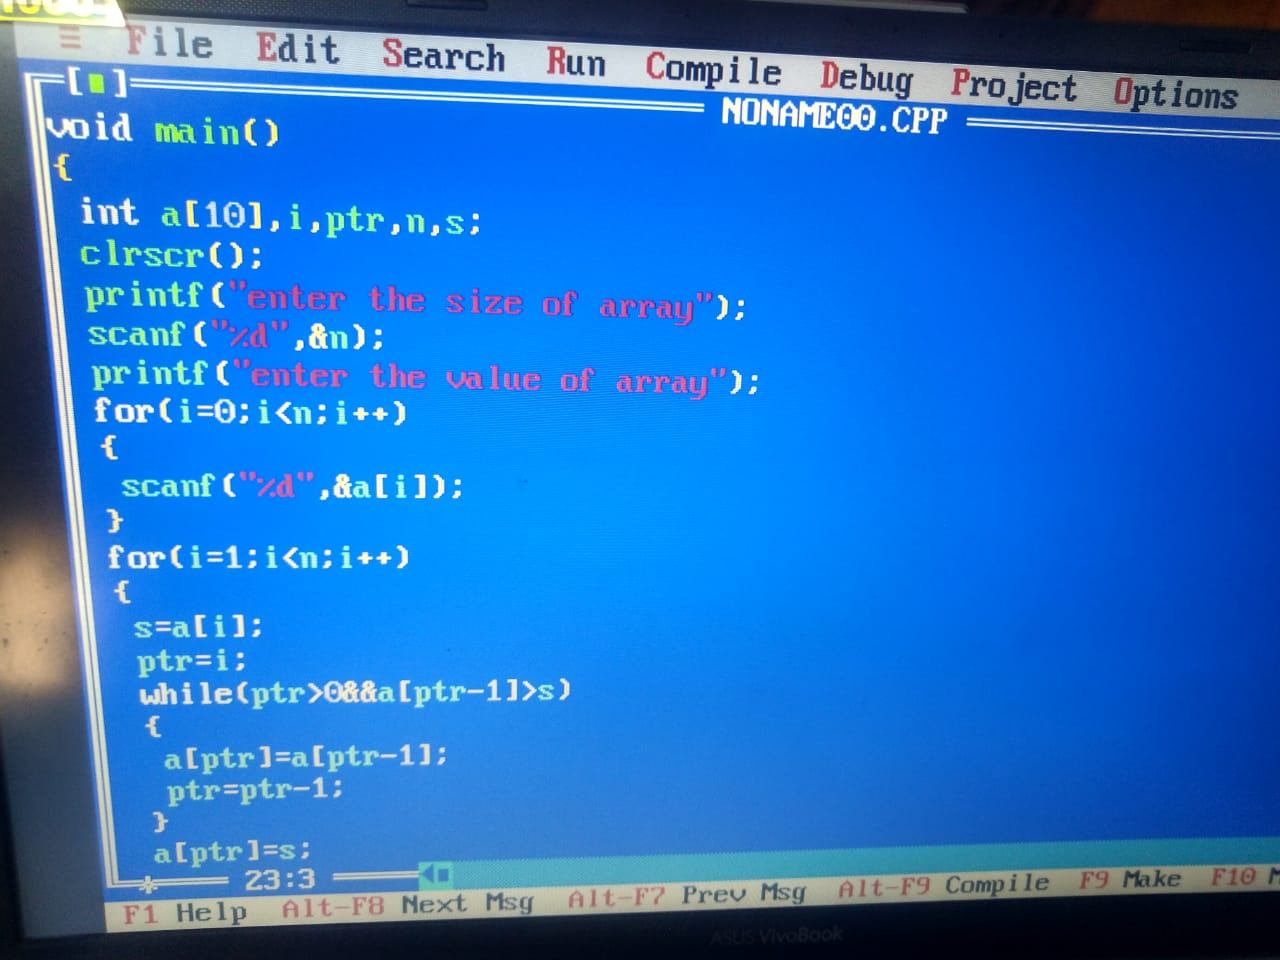 ≡ File Edit Search Run Compile Debug Project Options
[■] NONAME00.CPP
void main()
{
int a[10],i,ptr,n,s;
clrscr();
printf("enter the size of array");
scanf("%d",&n);
printf("enter the value of array");
for(i=0;i<n;i++)
{
scanf("%d",&a[i]);
}
for(i=1;i<n;i++)
{
s=a[i];
ptr=i;
while(ptr>0&&a[ptr-1]>s)
{
a[ptr]=a[ptr-1];
ptr=ptr-1;
}
a[ptr]=s;
* 23:3
F1 Help Alt-F8 Next Msg Alt-F7 Prev Msg Alt-F9 Compile F9 Make F10
ASUS VivoBook